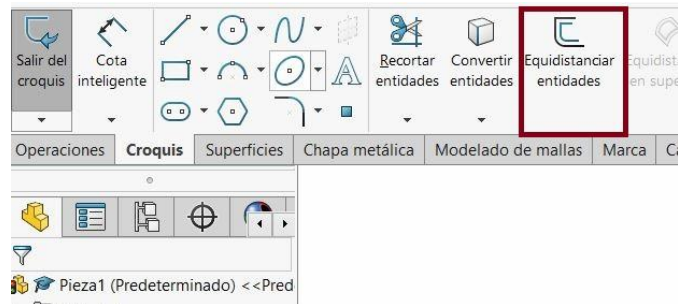 Salir del croquis
Cota inteligente
Recortar entidades
Convertir entidades
Equidistanciar entidades
Operaciones
Croquis
Superficies
Chapa metálica
Modelado de mallas
Marca
Pieza1 (Predeterminado) <<Pred